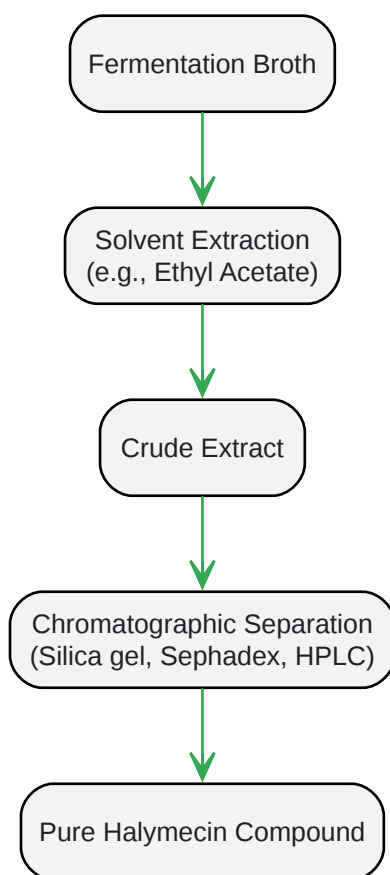 Fermentation Broth
Solvent Extraction
(e.g., Ethyl Acetate)
Crude Extract
Chromatographic Separation
(Silica gel, Sephadex, HPLC)
Pure Halymecin Compound